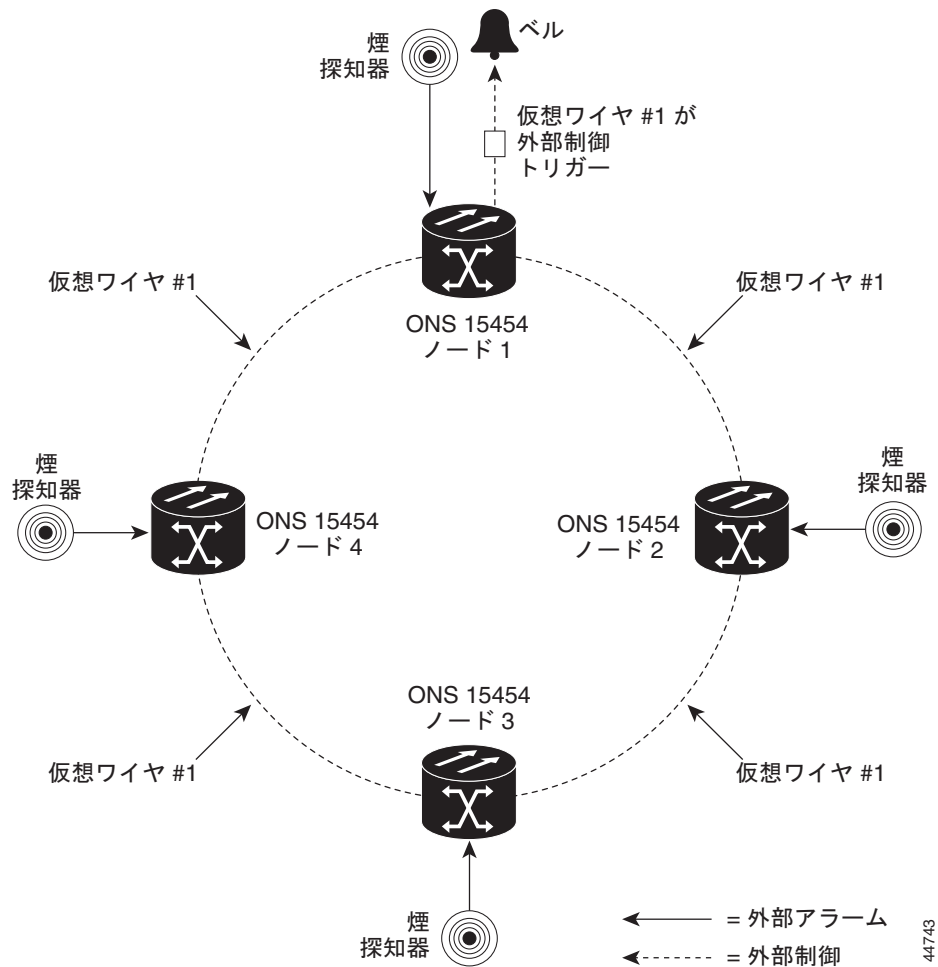 煙
探知器
ベル
仮想ワイヤ #1 が
外部制御
トリガー
仮想ワイヤ #1
仮想ワイヤ #1
ONS 15454
ノード 1
煙
探知器
ONS 15454
ノード 4
ONS 15454
ノード 2
煙
探知器
ONS 15454
ノード 3
仮想ワイヤ #1
仮想ワイヤ #1
煙
探知器
= 外部アラーム
= 外部制御
44743